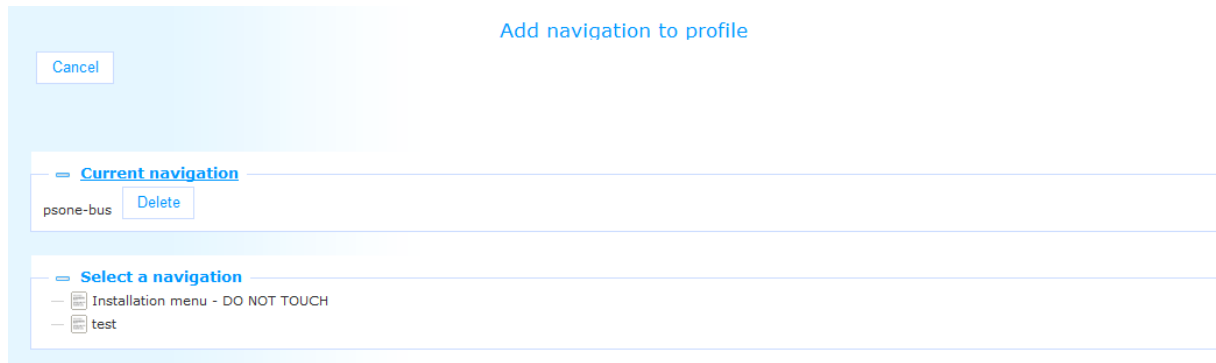 Add navigation to profile
Cancel
Current navigation
psone-bus Delete
Select a navigation
Installation menu - DO NOT TOUCH
test